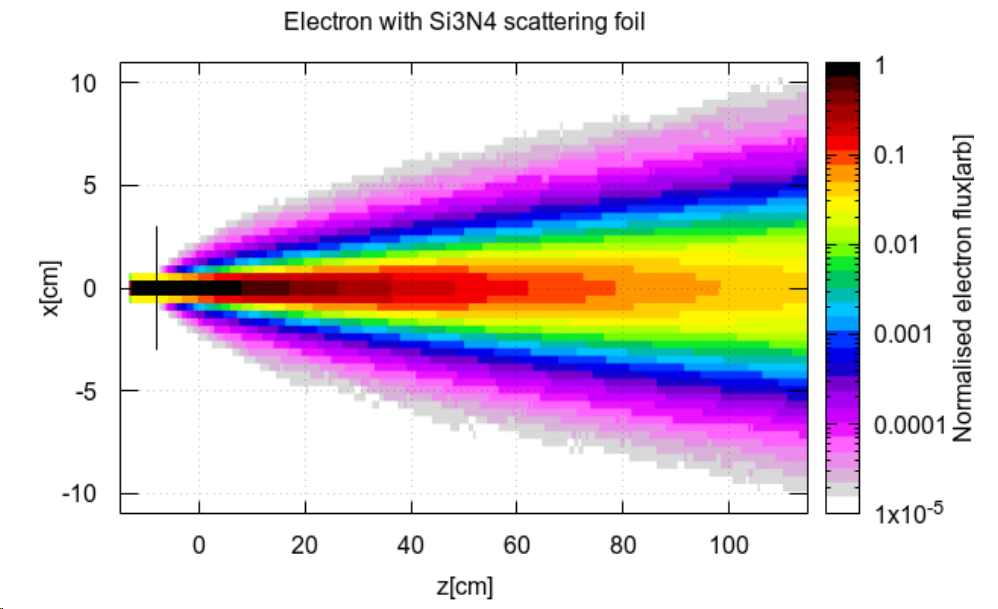 Electron with Si3N4 scattering foil
10
5
0
-5
-10
x[cm]
0 20 40 60 80 100
z[cm]
1
0.1
0.01
0.001
0.0001
1x10-5
Normalised electron flux[arb]